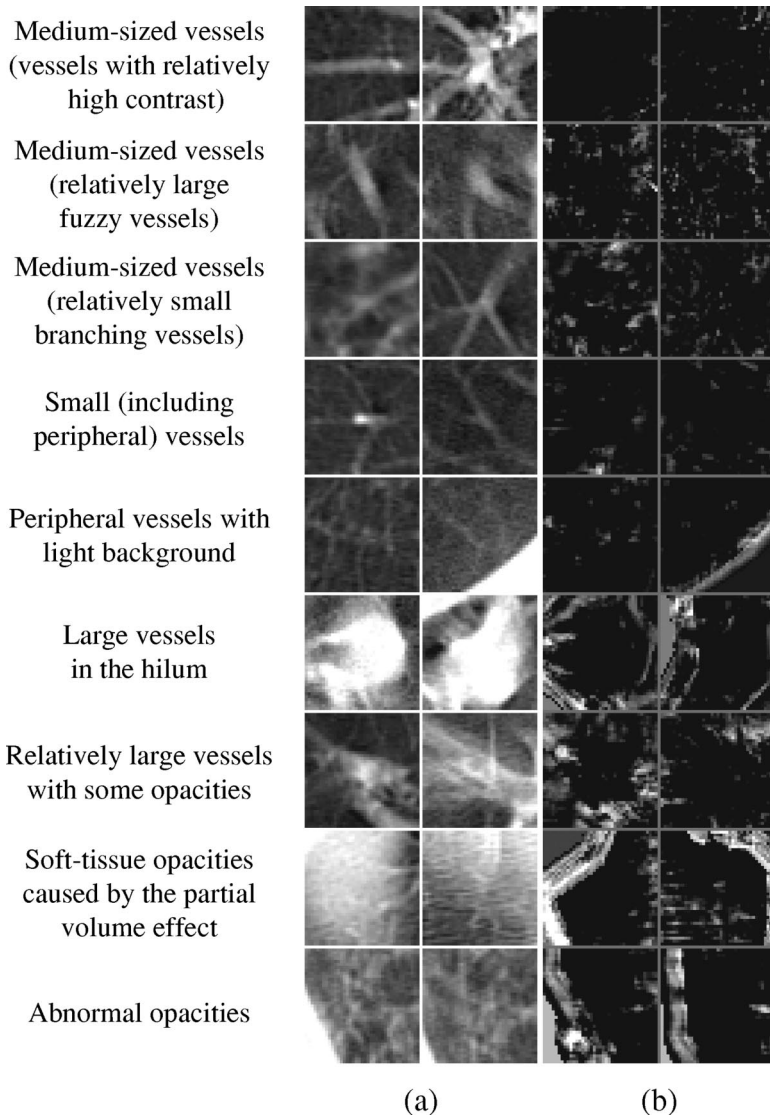 Medium-sized vessels
(vessels with relatively
high contrast)
Medium-sized vessels
(relatively large
fuzzy vessels)
Medium-sized vessels
(relatively small
branching vessels)
Small (including
peripheral) vessels
Peripheral vessels with
light background
Large vessels
in the hilum
Relatively large vessels
with some opacities
Soft-tissue opacities
caused by the partial
volume effect
Abnormal opacities
(a)
(b)